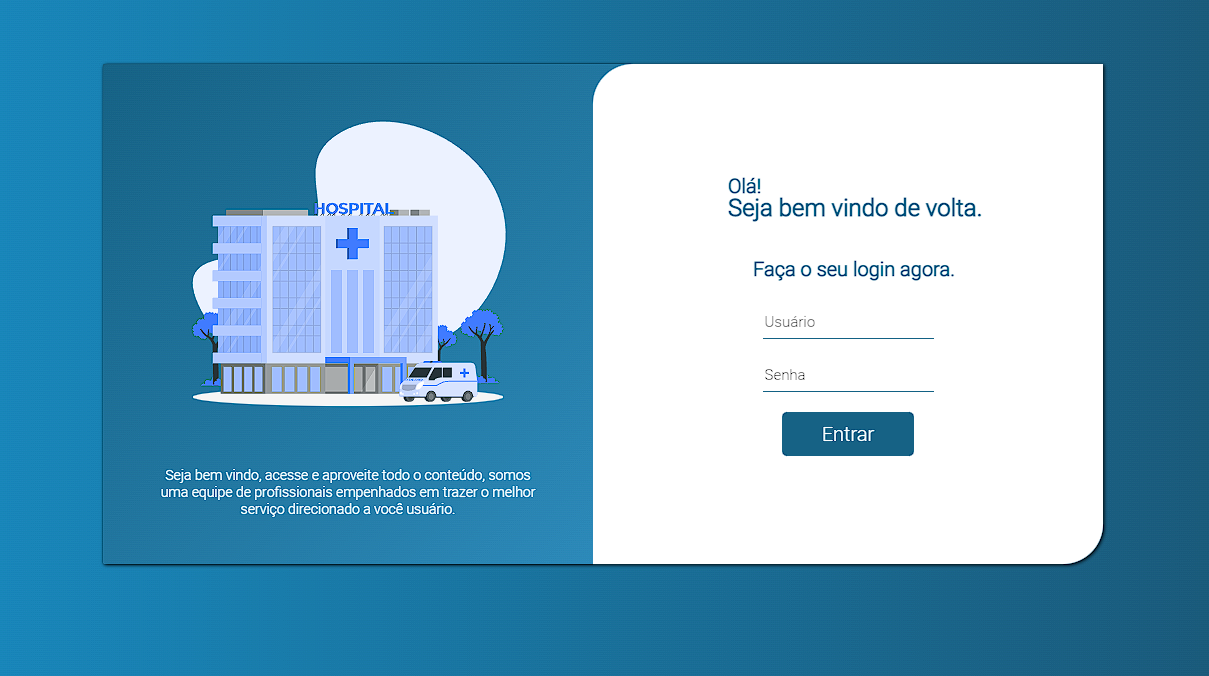 HOSPITAL
Seja bem vindo, acesse e aproveite todo o conteúdo, somos
uma equipe de profissionais empenhados em trazer o melhor
serviço direcionado a você usuário.
Olá!
Seja bem vindo de volta.
Faça o seu login agora.
Usuário
Senha
Entrar